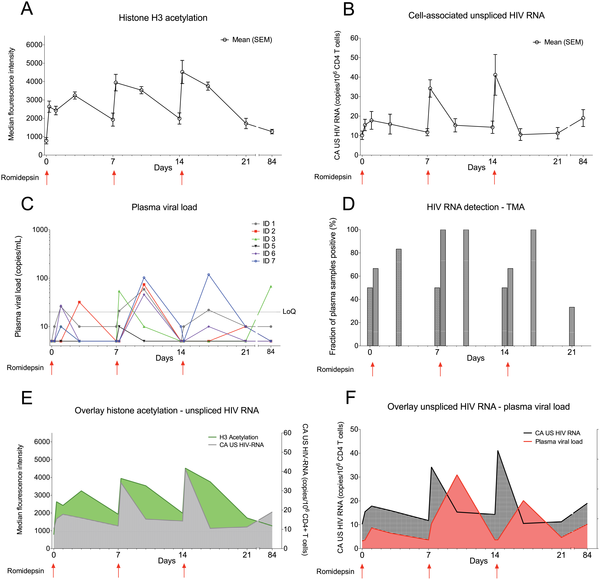 A
Histone H3 acetylation
Mean (SEM)
Median flourescence intensity
6000
5000
4000
3000
2000
1000
0
0 7 14 21 84
Days
Romidepsin
B
Cell-associated unspliced HIV RNA
Mean (SEM)
CA US HIV RNA (copies/10⁶ CD4 T cells)
60
50
40
30
20
10
0
0 7 14 21 84
Days
Romidepsin
C
Plasma viral load
ID 1
ID 2
ID 3
ID 5
ID 6
ID 7
Plasma viral load (copies/mL)
1000
100
10
LoQ
0 7 14 21 84
Days
Romidepsin
D
HIV RNA detection - TMA
Fraction of plasma samples positive (%)
100
80
60
40
20
0
0 7 14 21
Days
Romidepsin
E
Overlay histone acetylation - unspliced HIV RNA
H3 Acetylation
CA US HIV-RNA
Median flourescence intensity
6000
5000
4000
3000
2000
1000
0
CA US HIV-RNA (copies/10⁶ CD4+ T cells)
60
50
40
30
20
10
0
0 7 14 21 84
Days
Romidepsin
F
Overlay unspliced HIV RNA - plasma viral load
CA US HIV RNA
Plasma viral load
CA US HIV RNA (copies/10⁶ CD4 T cells)
50
40
30
20
10
0
0 7 14 21 84
Days
Romidepsin